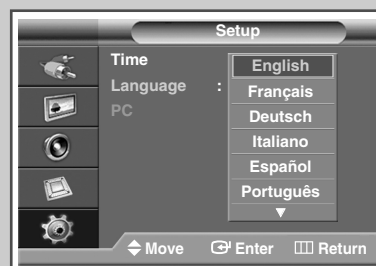 Setup
Time
Language :
PC
English
Français
Deutsch
Italiano
Español
Português
Move Enter Return